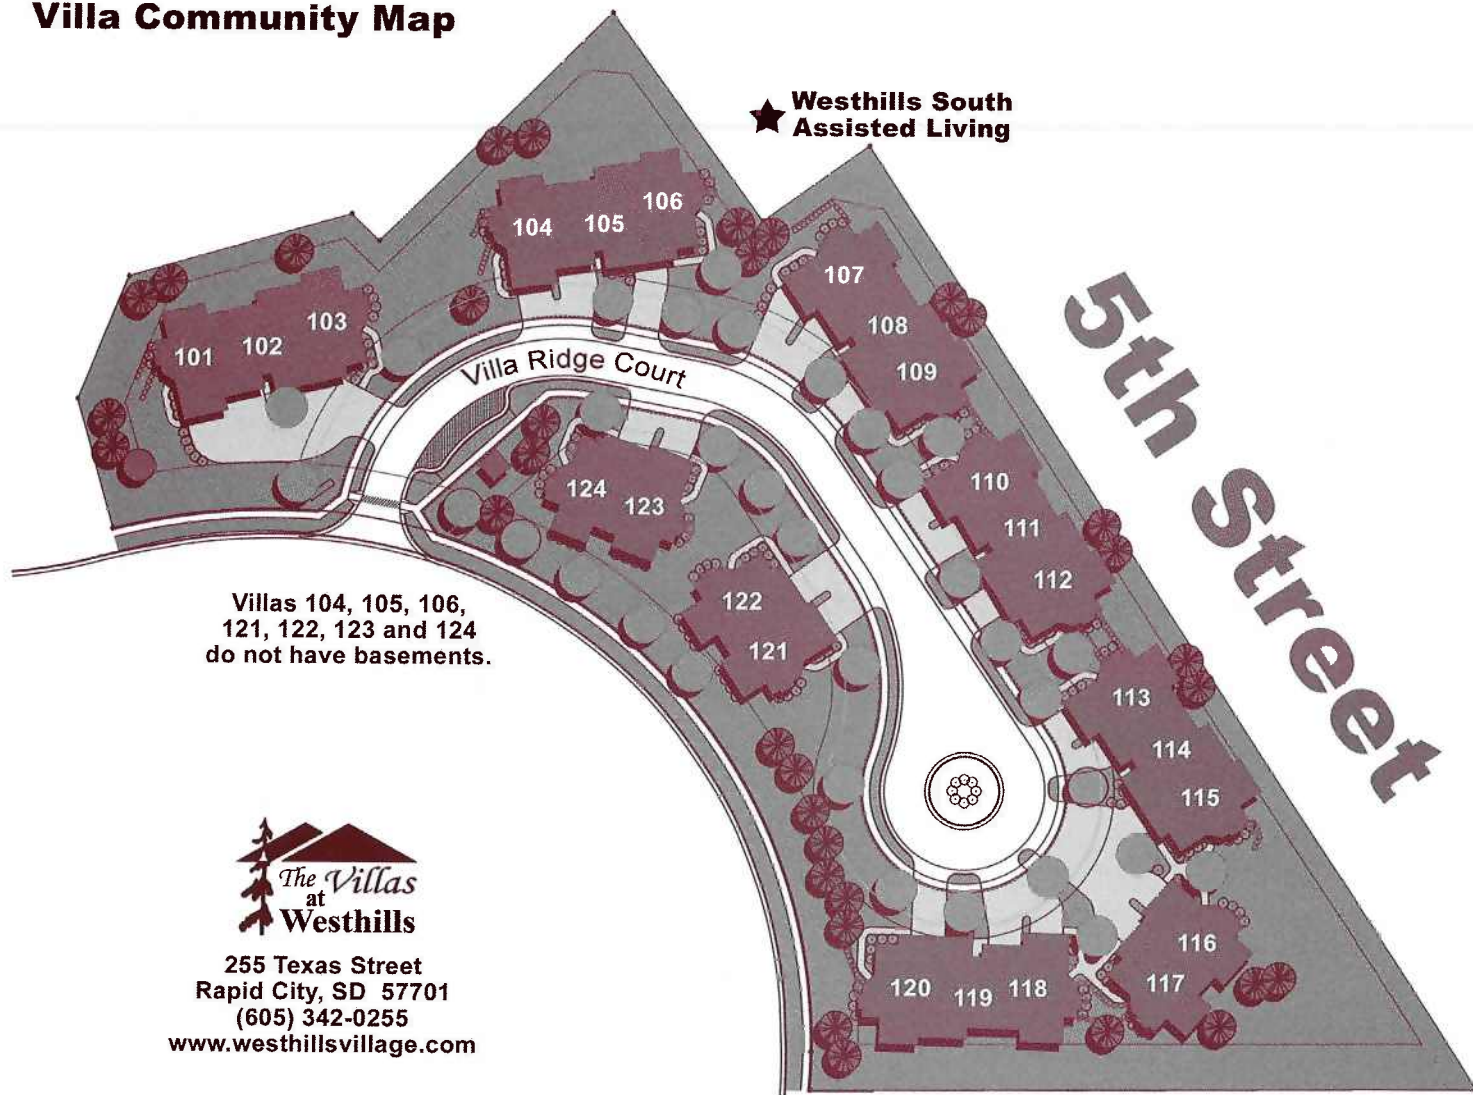 Villa Community Map
Westhills South
Assisted Living
106
104
105
107
103
108
102
101
109
Villa Ridge Court
5th Street
110
124
123
111
112
122
121
113
114
115
116
117
120
119
118
Villas 104, 105, 106,
121, 122, 123 and 124
do not have basements.
The Villas
at
Westhills
255 Texas Street
Rapid City, SD 57701
(605) 342-0255
www.westhillsvillage.com